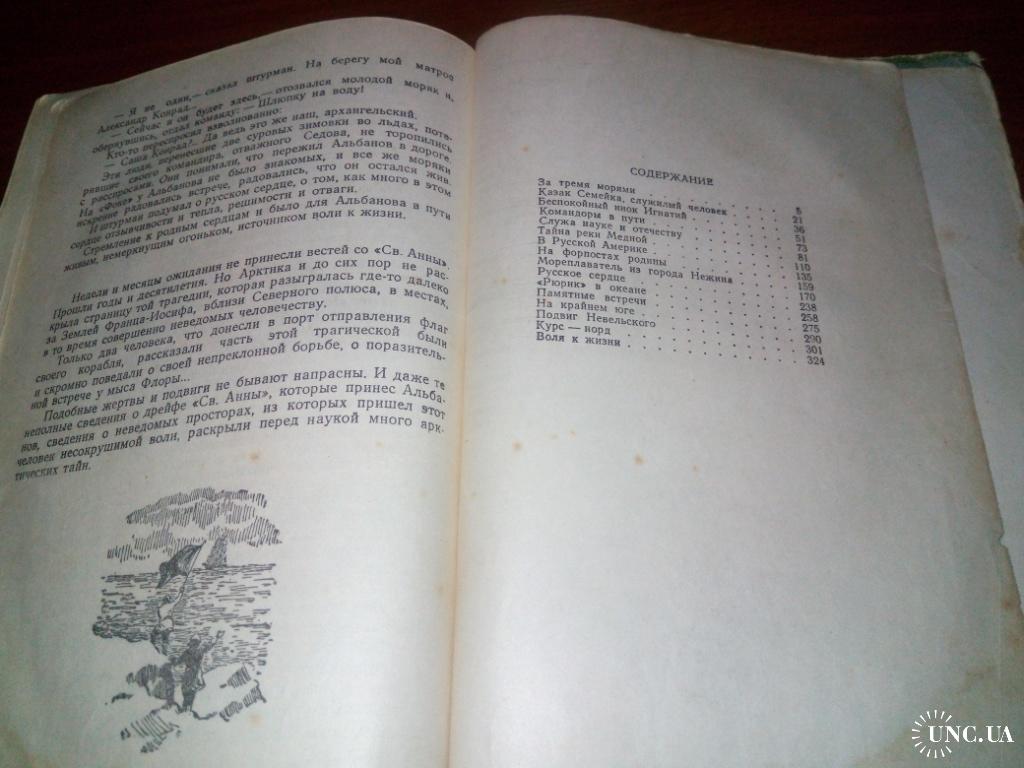 — Я не один,— сказал штурман. На берегу мой матрос
Александр Конрад...
— Сейчас и он будет здесь,— отозвался молодой моряк и,
обернувшись, отдал команду: — Шлюпку на воду!
Кто-то переспросил взволнованно:
— Саша Конрад?.. Да ведь это же наш, архангельский.
Эти люди, перенесшие две суровых зимовки во льдах, поте-
рявшие своего командира, отважного Седова, не торопились
с расспросами. Они понимали, что пережил Альбанов в дороге.
На «Фоке» у Альбанова не было знакомых, и все же моряки
искренне радовались встрече, радовались, что он остался жив.
И штурман подумал о русском сердце, о том, как много в этом
сердце отзывчивости и тепла, решимости и отваги.
Стремление к родным сердцам и было для Альбанова в пути
живым, немеркнущим огоньком, источником воли к жизни.
Недели и месяцы ожидания не принесли вестей со «Св. Анны».
Прошли годы и десятилетия. Но Арктика и до сих пор не рас-
крыла страницу той трагедии, которая разыгралась где-то далеко
за Землей Франца-Иосифа, вблизи Северного полюса, в местах,
в то время совершенно неведомых человечеству.
Только два человека, что донесли в порт отправления флаг
своего корабля, рассказали часть этой трагической были
и скромно поведали о своей непреклонной борьбе, о поразитель-
ной встрече у мыса Флоры...
Подобные жертвы и подвиги не бывают напрасны. И даже те
неполные сведения о дрейфе «Св. Анны», которые принес Альба-
нов, сведения о неведомых просторах, из которых пришел этот
человек несокрушимой воли, раскрыли перед наукой много арк-
тических тайн.
СОДЕРЖАНИЕ
За тремя морями . . . . . . . . 5
Казак Семейка, служилый человек . . . . 21
Беспокойный инок Игнатий . . . . . . 36
Командоры в пути . . . . . . . . 51
Служа науке и отечеству . . . . . . 73
Тайна реки Медной . . . . . . . . 81
В Русской Америке . . . . . . . . 110
На форпостах родины . . . . . . . 135
Мореплаватель из города Нежина . . . . 159
Русское сердце . . . . . . . . . 170
«Рюрик» в океане . . . . . . . . 238
Памятные встречи . . . . . . . . 258
На крайнем юге . . . . . . . . . 275
Подвиг Невельского . . . . . . . . 290
Курс — норд . . . . . . . . . . 301
Воля к жизни . . . . . . . . . . 324
UNC.UA